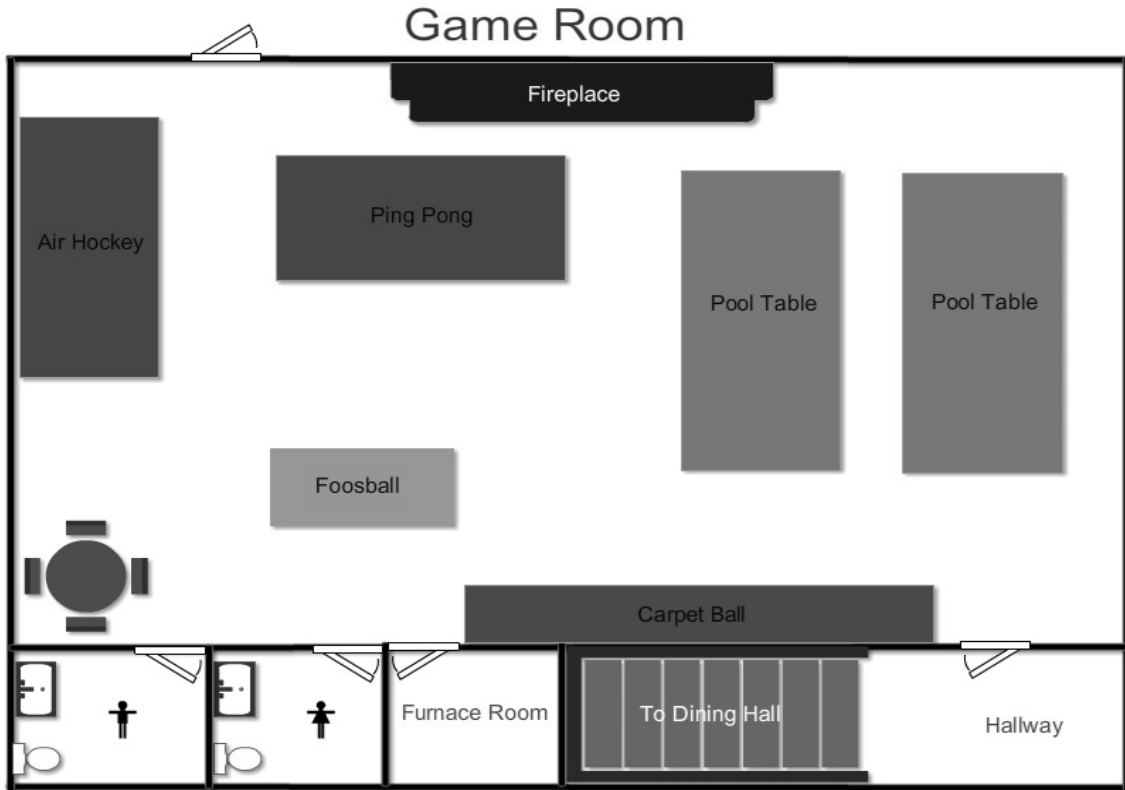 Game Room
Fireplace
Ping Pong
Air Hockey
Pool Table
Pool Table
Foosball
Carpet Ball
Furnace Room
To Dining Hall
Hallway